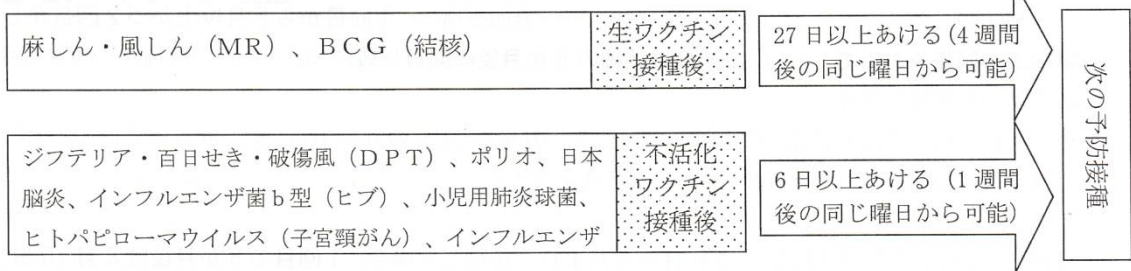 麻しん・風しん（MR）、ＢＣＧ（結核）
生ワクチン
接種後
27日以上あける（4週間
後の同じ曜日から可能）
ジフテリア・百日せき・破傷風（ＤＰＴ）、ポリオ、日本
脳炎、インフルエンザ菌ｂ型（ヒブ）、小児用肺炎球菌、
ヒトパピローマウイルス（子宮頸がん）、インフルエンザ
不活化
ワクチン
接種後
6日以上あける（1週間
後の同じ曜日から可能）
次の予防接種